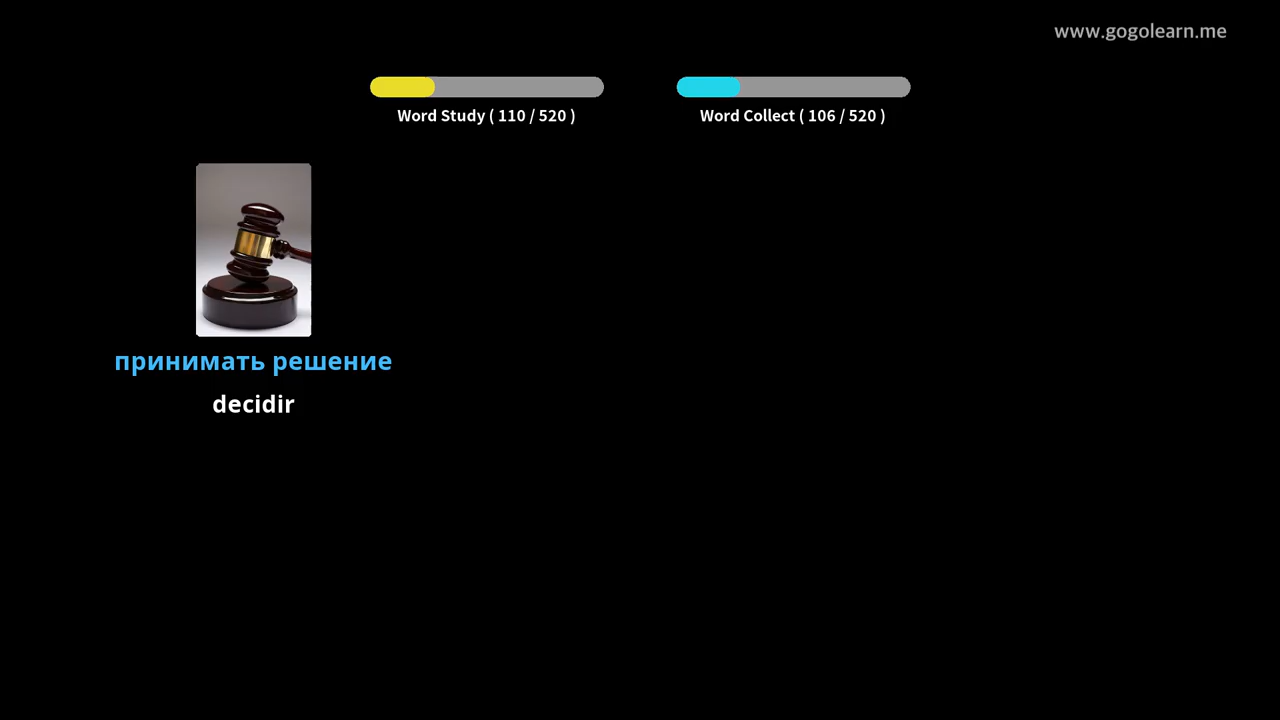 www.gogolearn.me
Word Study ( 110 / 520 )
Word Collect ( 106 / 520 )
принимать решение
decidir